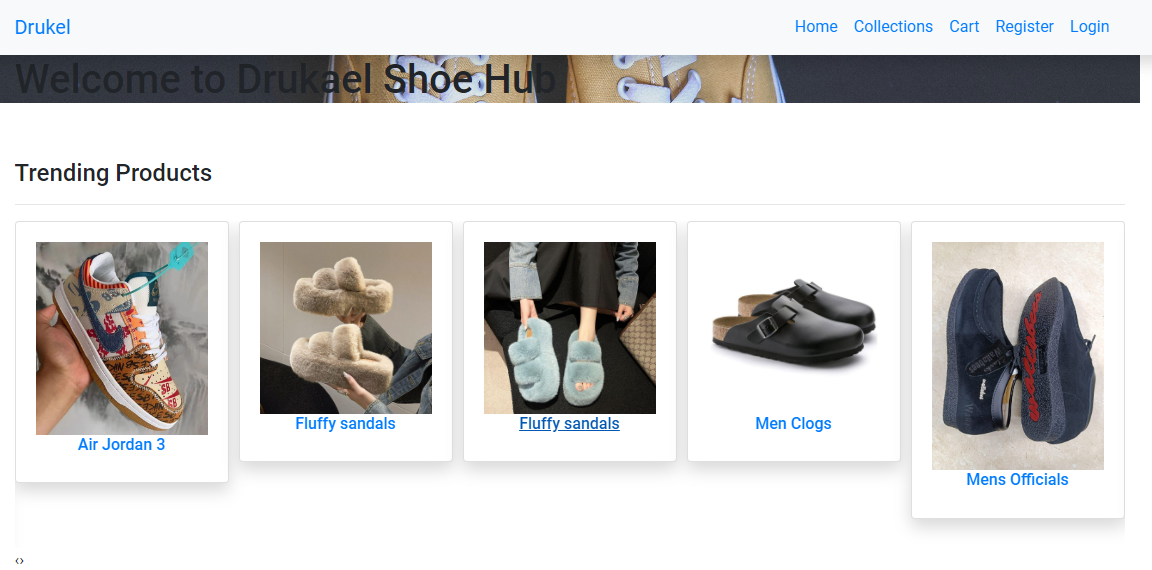 Drukel
Home Collections Cart Register Login
Welcome to Drukael Shoe Hub
Trending Products
Air Jordan 3
Fluffy sandals
Fluffy sandals
Men Clogs
Mens Officials
‹›